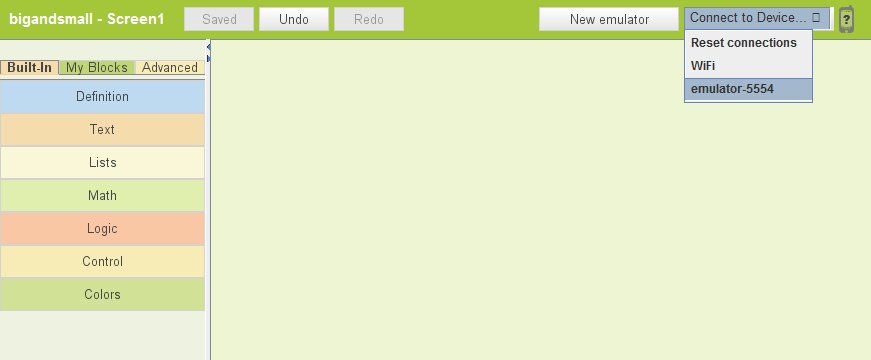 bigandsmall - Screen1 Saved Undo Redo New emulator Connect to Device... ?
Reset connections
WiFi
emulator-5554
Built-In My Blocks Advanced
Definition
Text
Lists
Math
Logic
Control
Colors